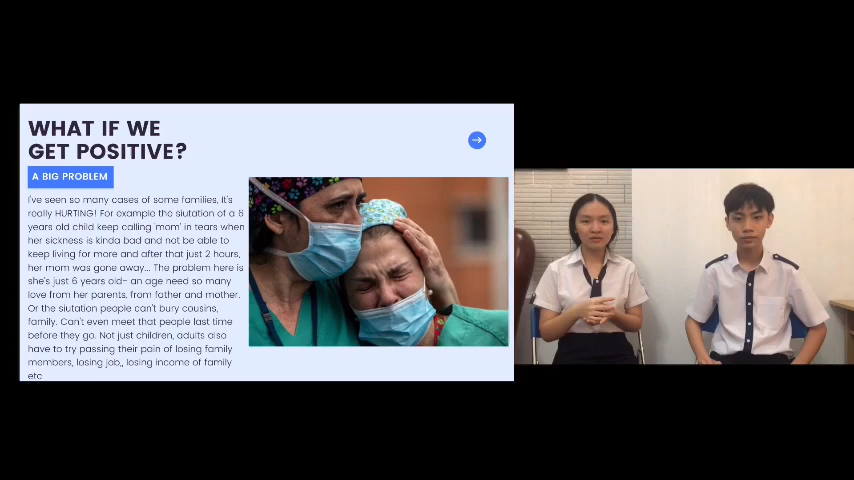 WHAT IF WE
GET POSITIVE?
A BIG PROBLEM
I've seen so many cases of some families, It's
really HURTING! For example the siutation of a 6
years old child keep calling 'mom' in tears when
her sickness is kinda bad and not be able to
keep living for more and after that just 2 hours,
her mom was gone away... The problem here is
she's just 6 years old- an age need so many
love from her parents, from father and mother.
Or the siutation people can't bury cousins,
family. Can't even meet that people last time
before they go. Not just children, adults also
have to try passing their pain of losing family
members, losing job,, losing income of family
etc